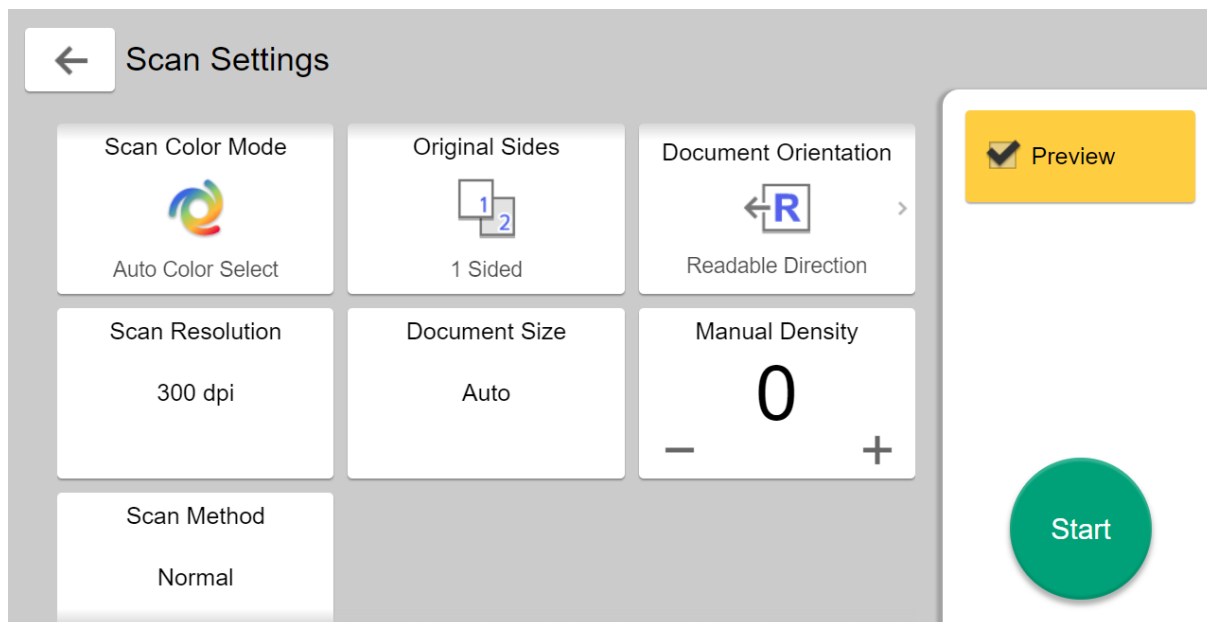 Scan Settings
Scan Color Mode
Auto Color Select
Original Sides
1
2
1 Sided
Document Orientation
R
Readable Direction
Preview
Scan Resolution
300 dpi
Document Size
Auto
Manual Density
0
Scan Method
Normal
Start